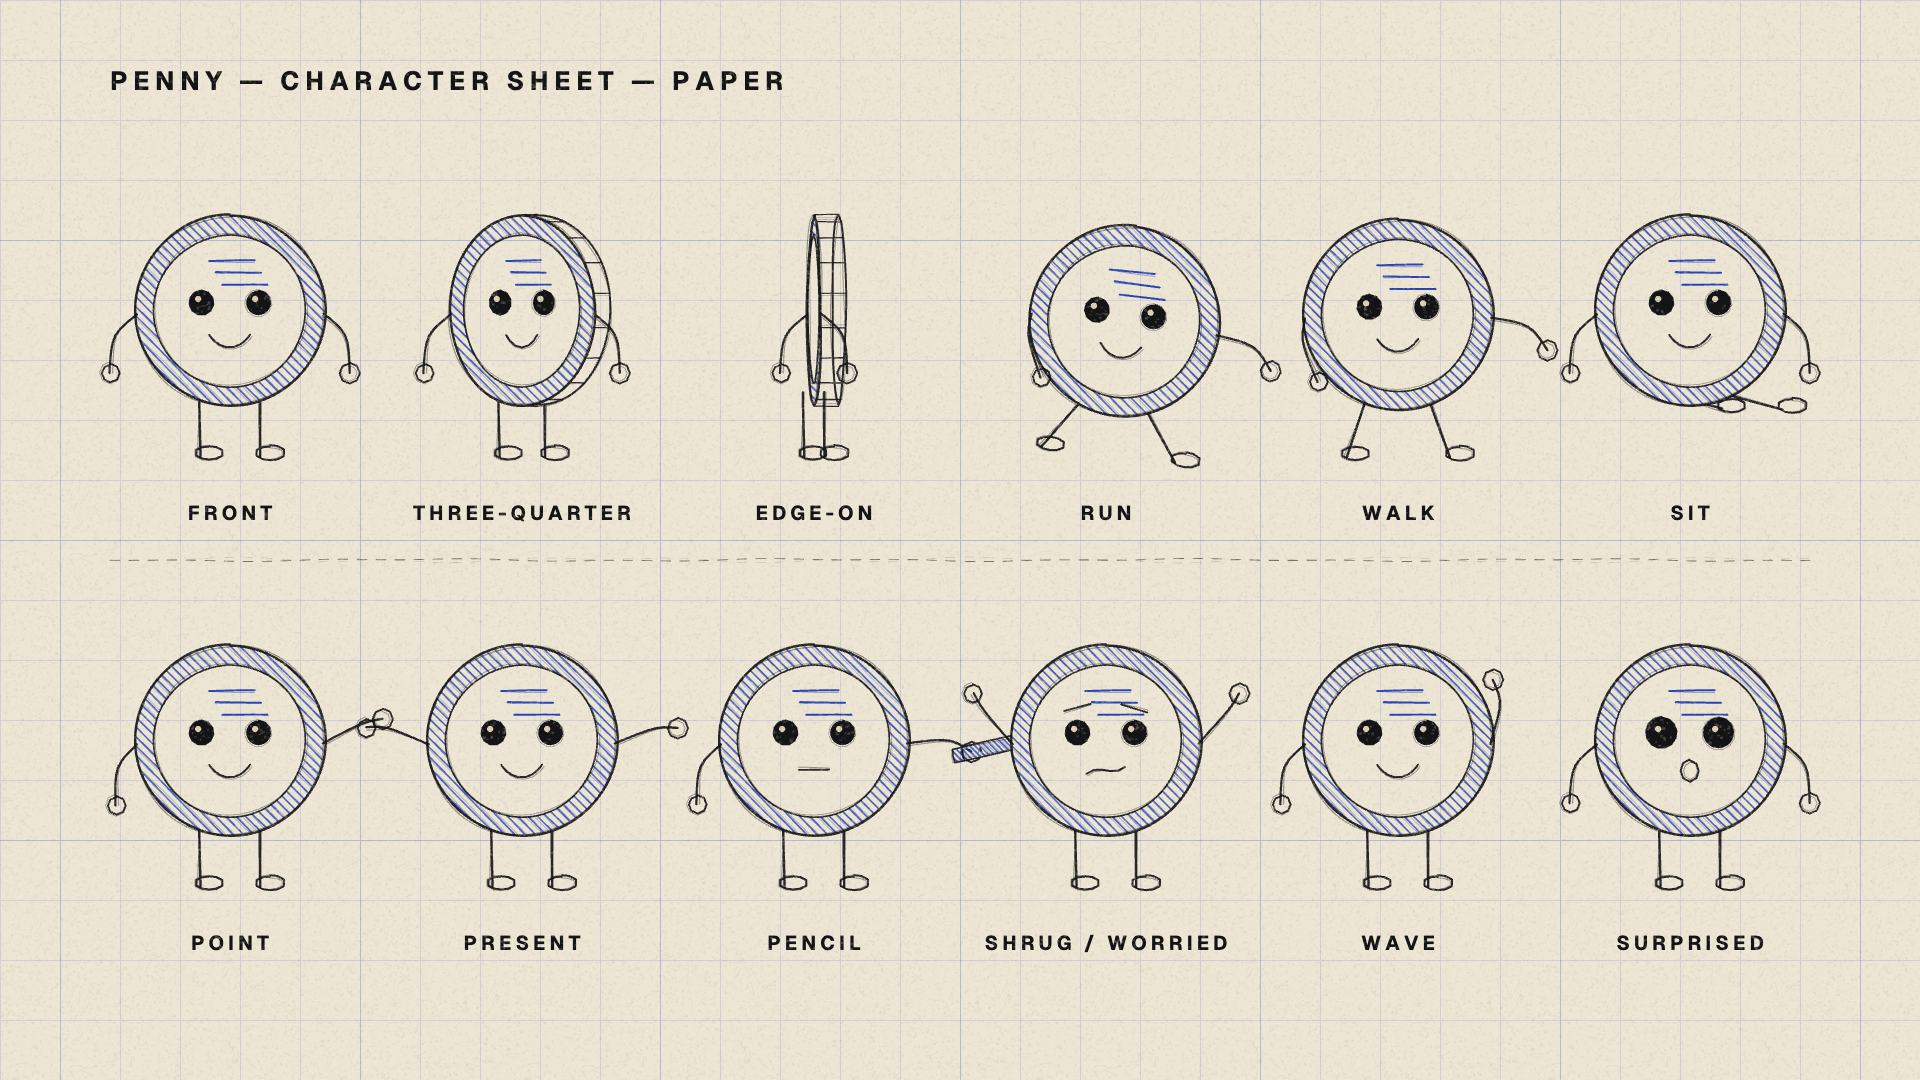 PENNY — CHARACTER SHEET — PAPER
FRONT
THREE-QUARTER
EDGE-ON
RUN
WALK
SIT
POINT
PRESENT
PENCIL
SHRUG / WORRIED
WAVE
SURPRISED